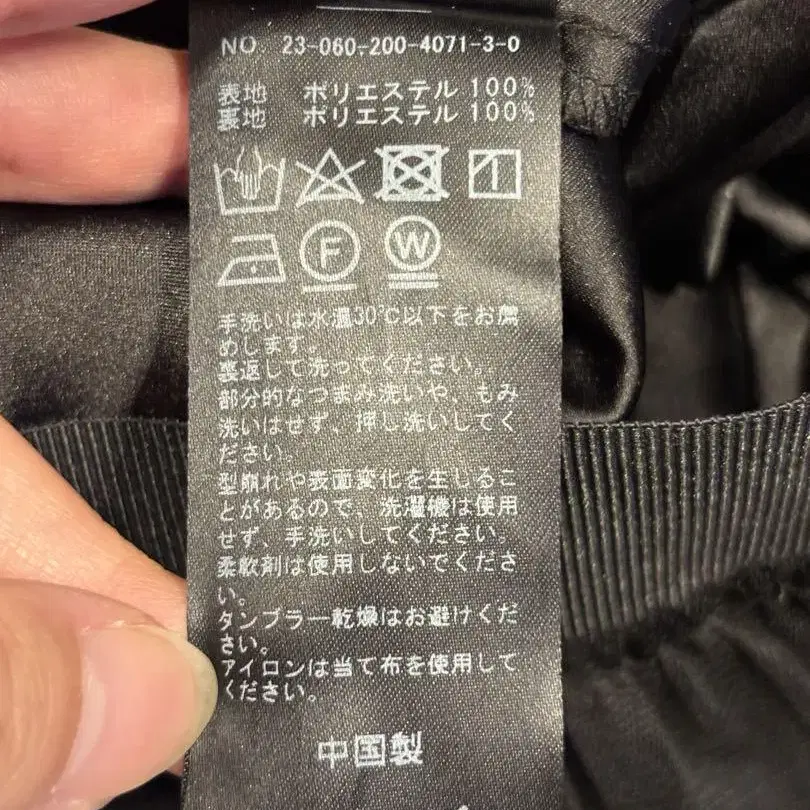 NO 23-060-200-4071-3-0
表地 ポリエステル 100%
裏地 ポリエステル 100%
F W
手洗いは水温30℃以下をお薦
めします。
裏返して洗ってください。
部分的なつまみ洗いや、もみ
洗いはせず、押し洗いしてく
ださい。
型崩れや表面変化を生じるこ
とがあるので、洗濯機は使用
せず、手洗いしてください。
柔軟剤は使用しないでくださ
い。
タンブラー乾燥はお避けくだ
さい。
アイロンは当て布を使用して
ください。
中国製